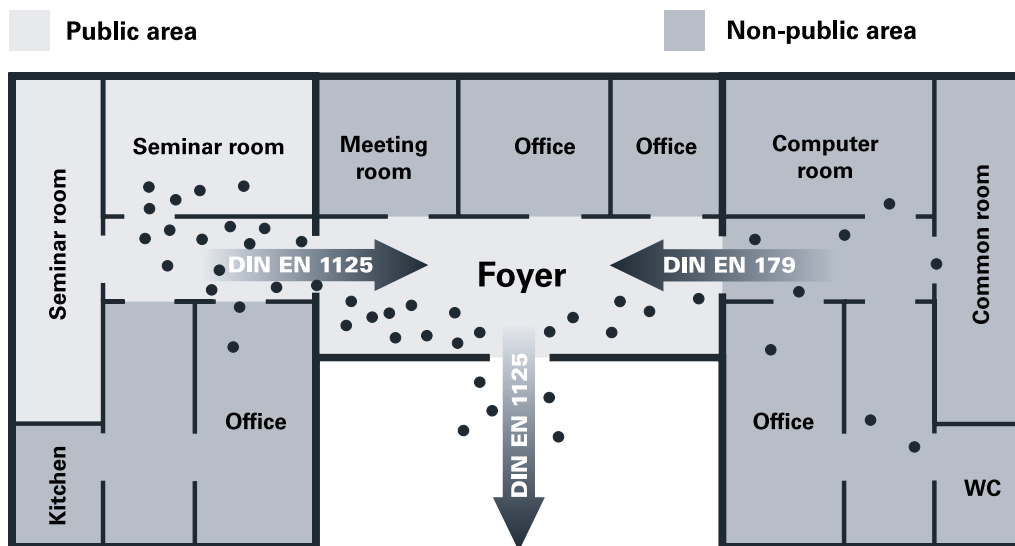 Public area
Non-public area
Seminar room
Seminar room
Meeting
room
Office
Office
Computer
room
Common room
DIN EN 1125
Foyer
DIN EN 179
DIN EN 1125
Office
Office
Kitchen
WC